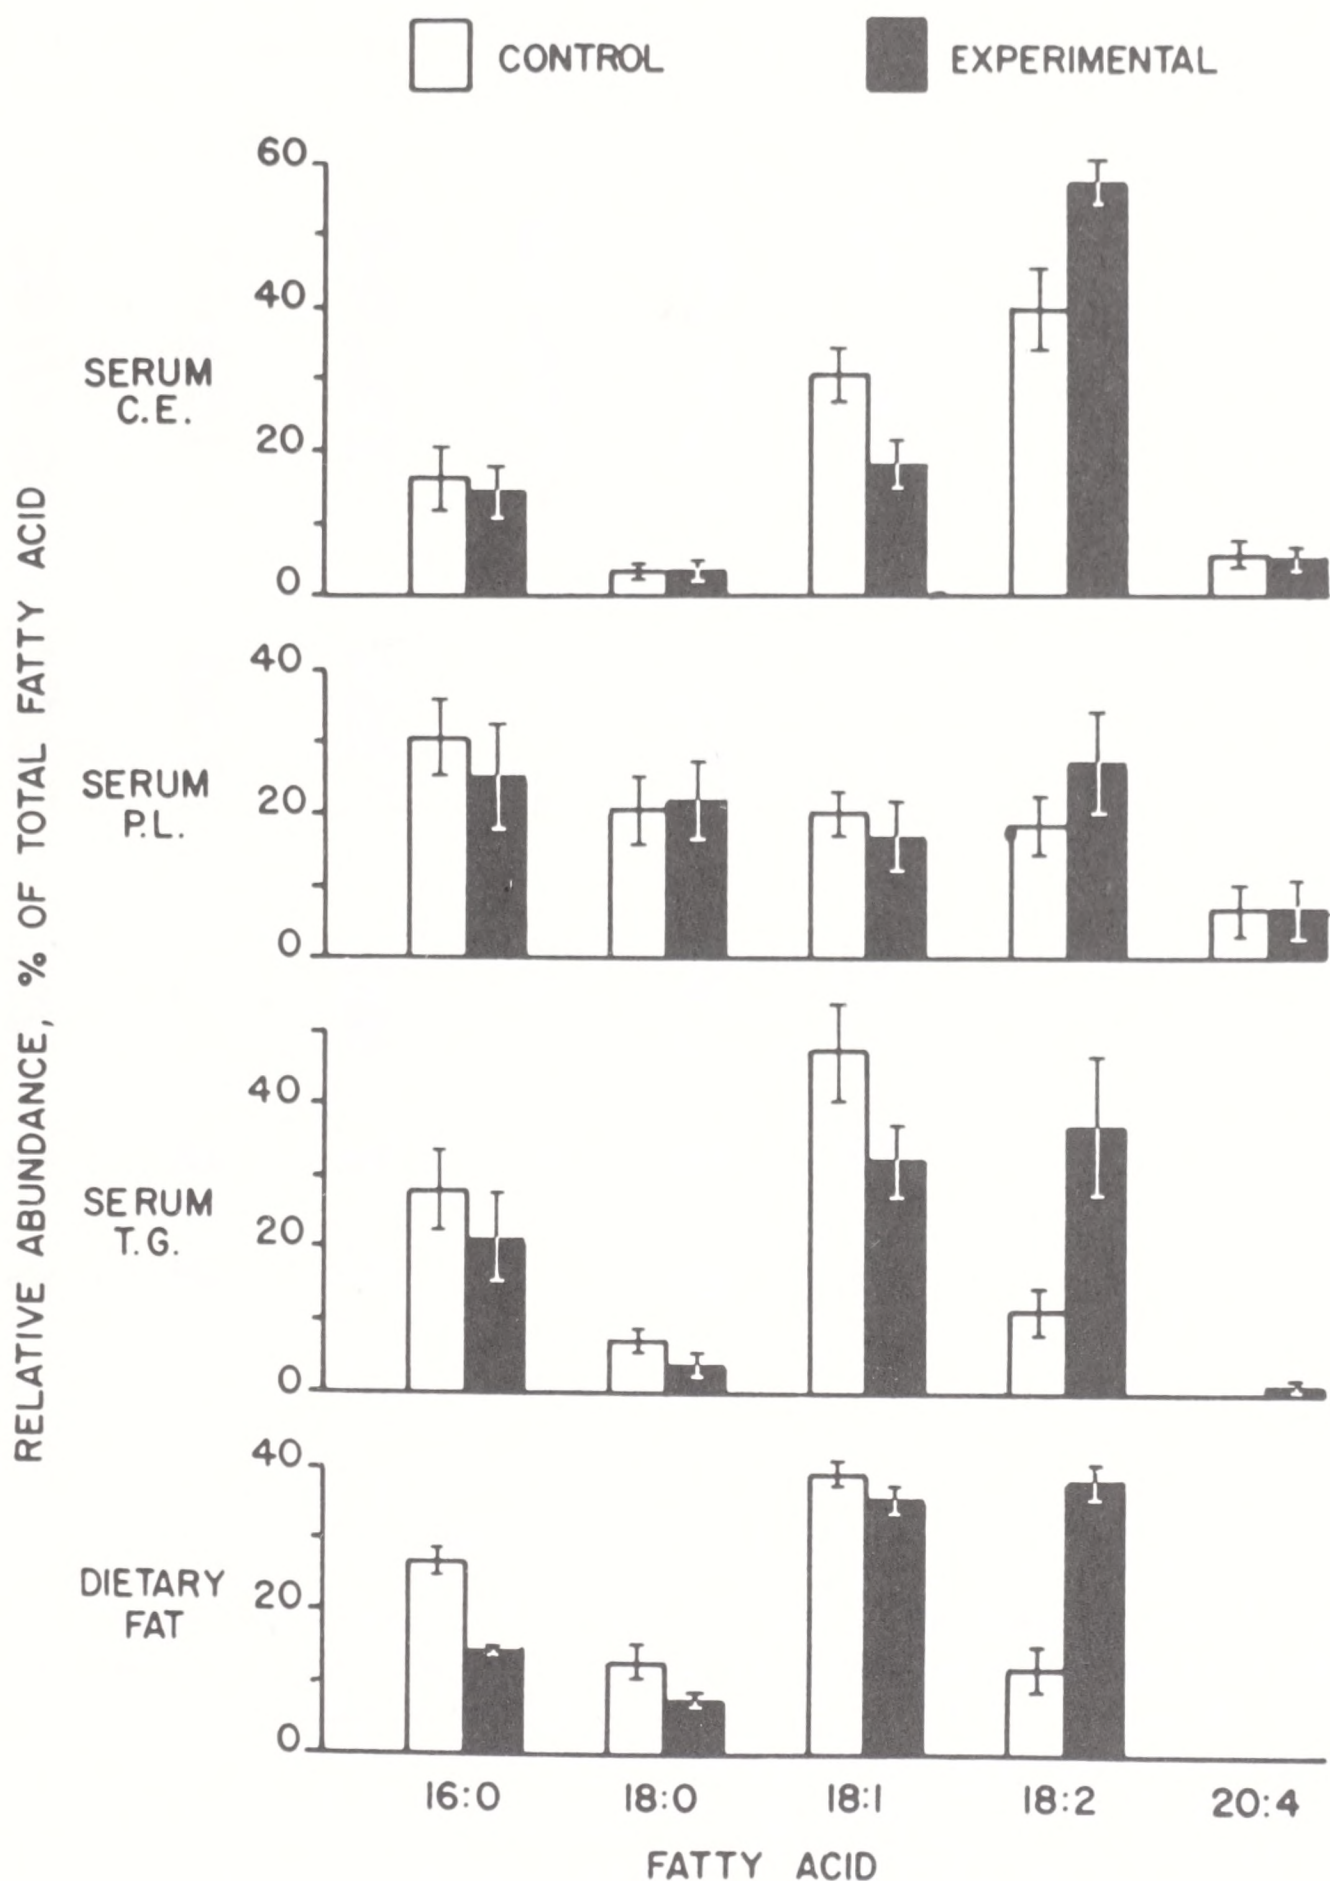 CONTROL EXPERIMENTAL
60
40
20
0
SERUM
C.E.
40
20
0
SERUM
P.L.
40
20
0
SERUM
T.G.
40
20
0
DIETARY
FAT
RELATIVE ABUNDANCE, % OF TOTAL FATTY ACID
16:0 18:0 18:1 18:2 20:4
FATTY ACID